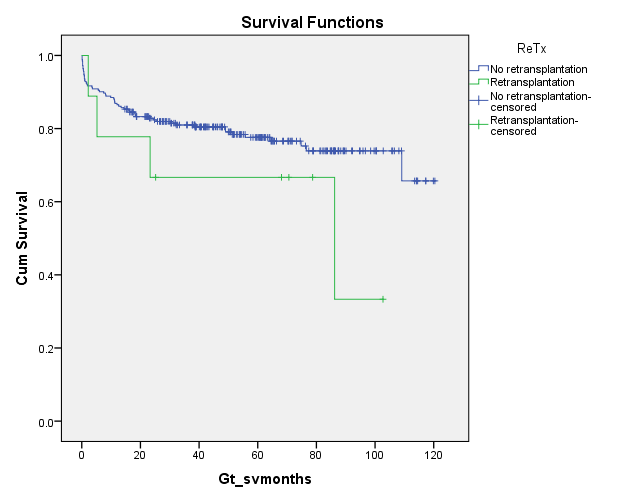 Survival Functions
ReTx
No retransplantation
Retransplantation
No retransplantation-
censored
Retransplantation-
censored
Cum Survival
1.0
0.8
0.6
0.4
0.2
0.0
0 20 40 60 80 100 120
Gt_svmonths